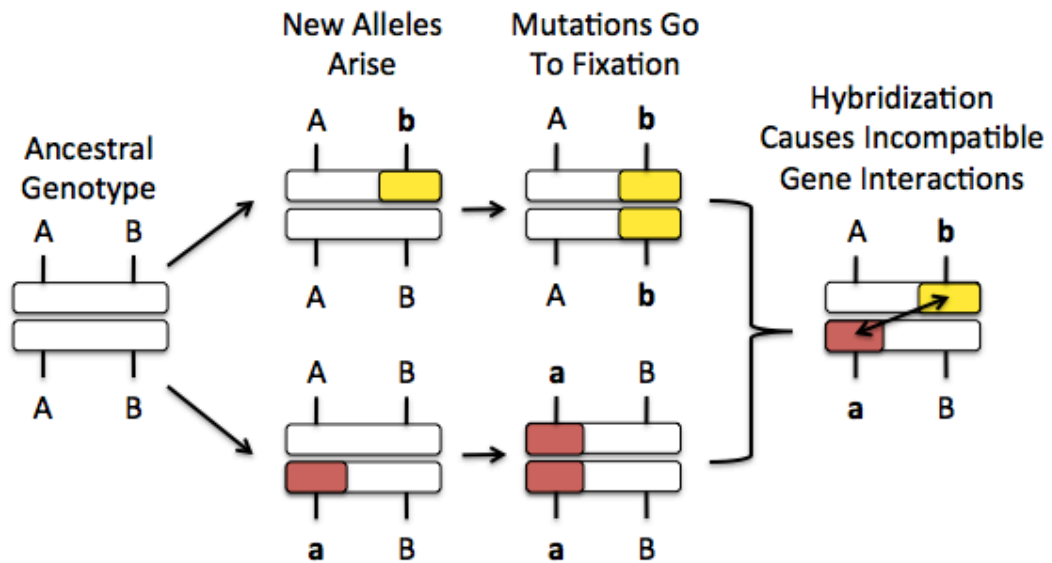 New Alleles
Arise
Mutations Go
To Fixation
Hybridization
Causes Incompatible
Gene Interactions
Ancestral
Genotype
A b
A B
A b
A b
A B
A B
A b
a B
A B
a B
a B
a B